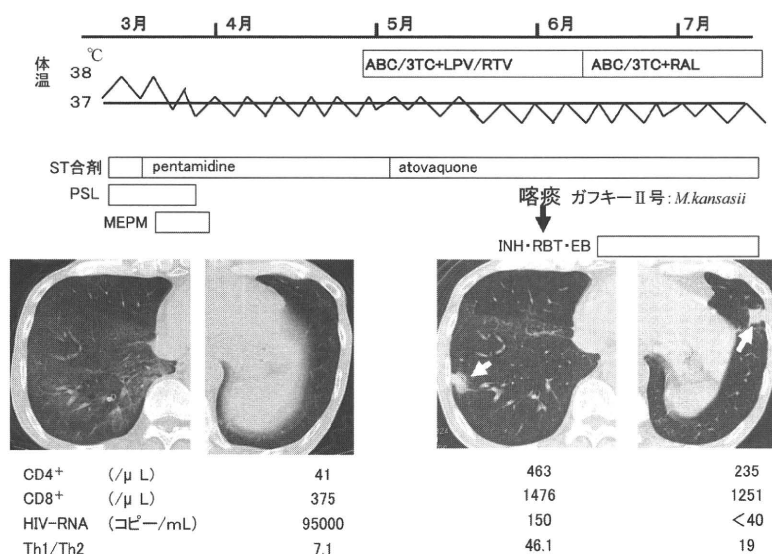 3月 4月 5月 6月 7月
体温
℃
38
37
ABC/3TC+LPV/RTV ABC/3TC+RAL
ST合剤 pentamidine atovaquone
PSL
MEPM
喀痰 ガフキーⅡ号:M.kansasii
INH・RBT・EB
CD4+ (/μ L) 41 463 235
CD8+ (/μ L) 375 1476 1251
HIV-RNA (コピー/mL) 95000 150 <40
Th1/Th2 7.1 46.1 19